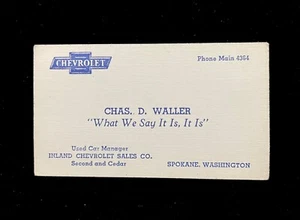 CHEVROLET
Phone Main 4364
CHAS. D. WALLER
"What We Say It Is, It Is"
Used Car Manager
INLAND CHEVROLET SALES CO.
Second and Cedar
SPOKANE, WASHINGTON